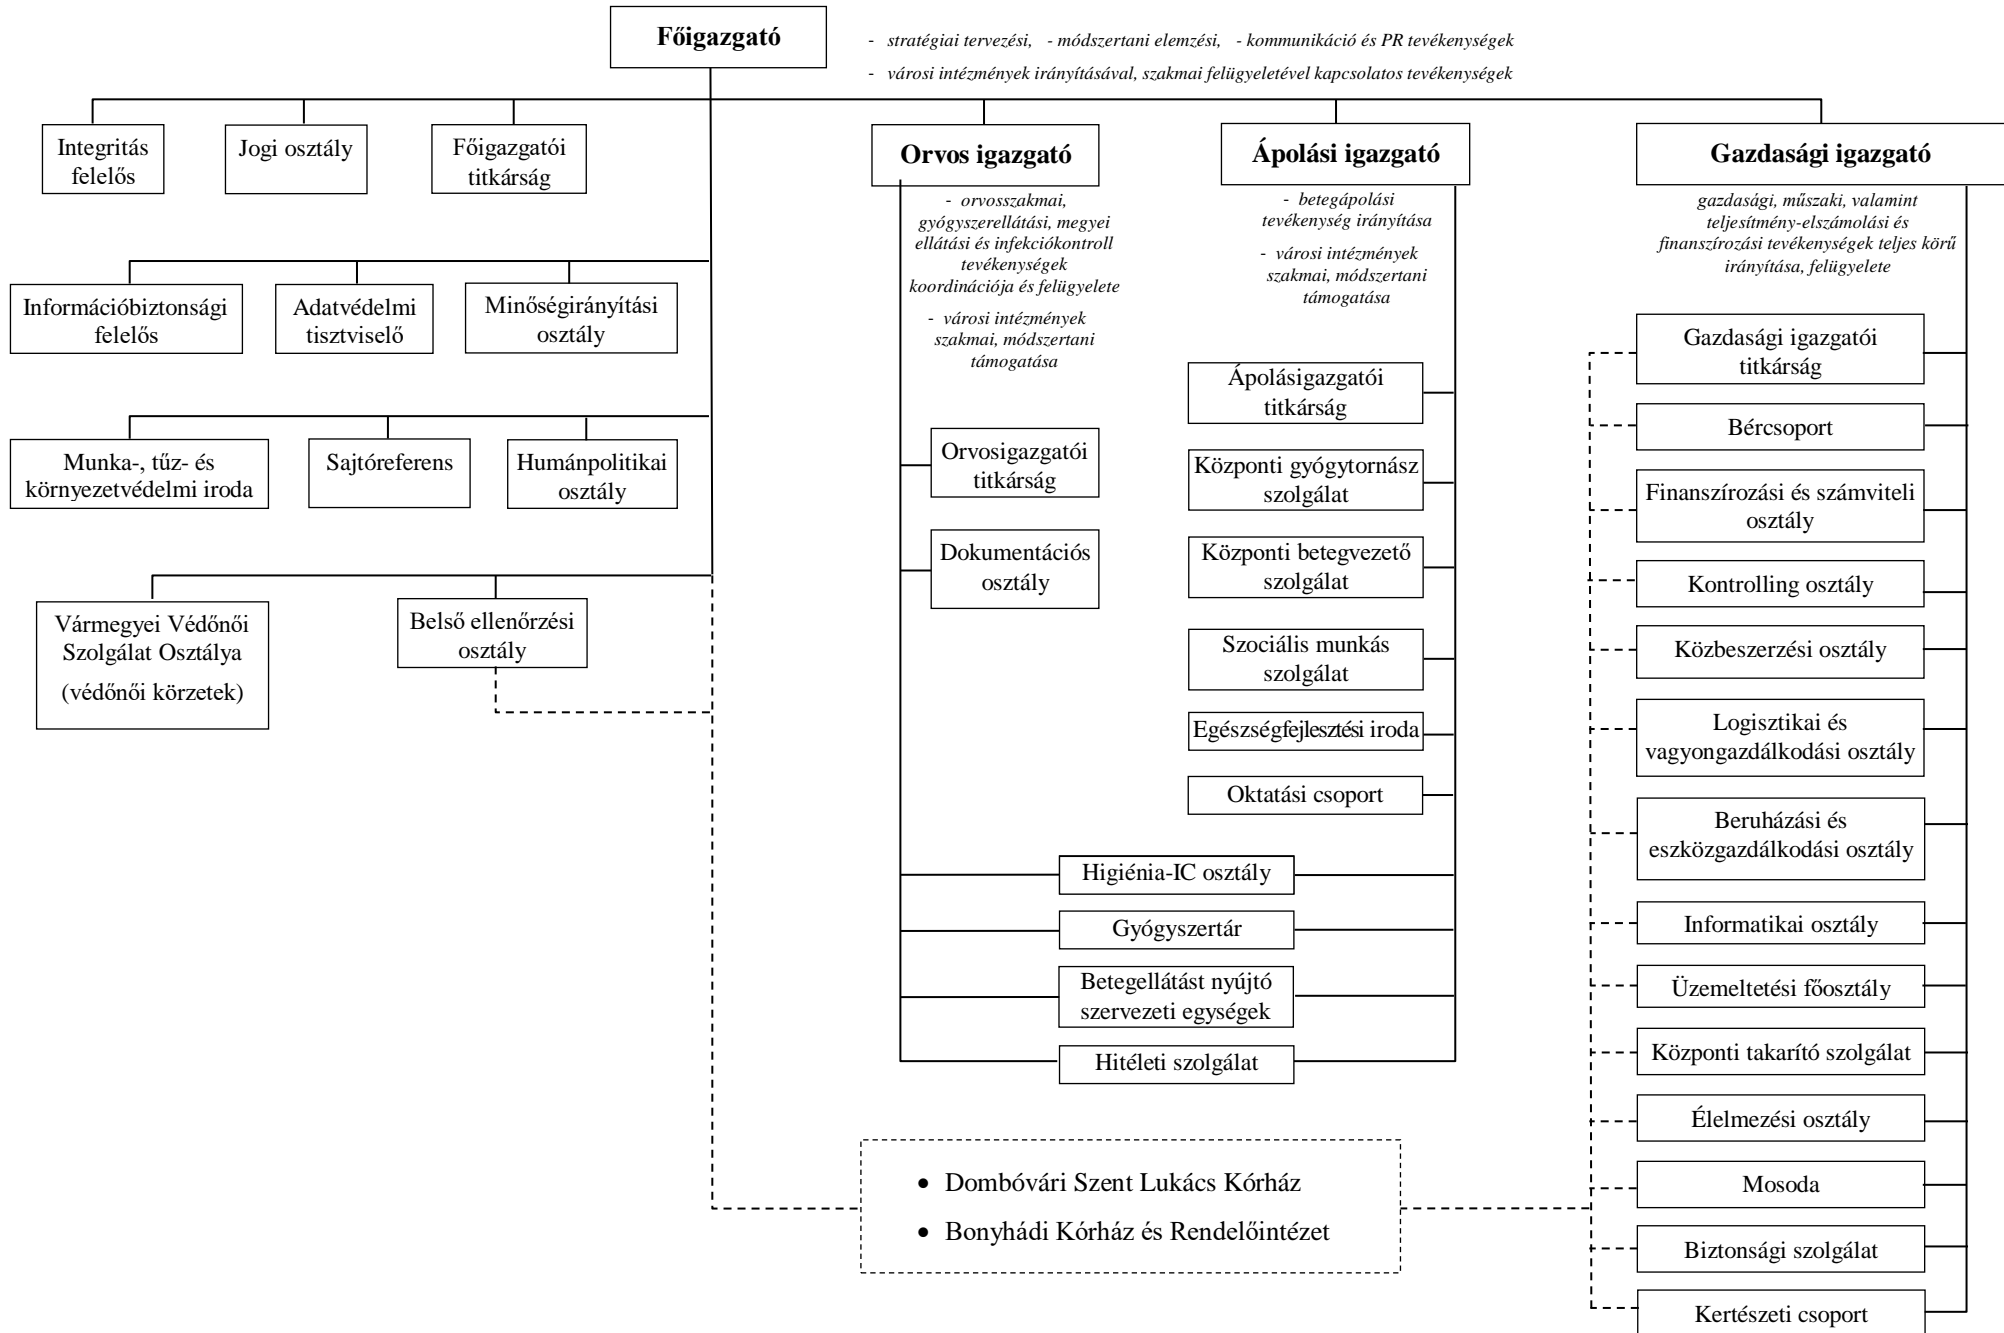 Főigazgató
- stratégiai tervezési, - módszertani elemzési, - kommunikáció és PR tevékenységek
- városi intézmények irányításával, szakmai felügyeletével kapcsolatos tevékenységek
Integritás
felelős
Jogi osztály
Főigazgatói
titkárság
Információbiztonsági
felelős
Adatvédelmi
tisztviselő
Minőségirányítási
osztály
Munka-, tűz- és
környezetvédelmi iroda
Sajtóreferens
Humánpolitikai
osztály
Vármegyei Védőnői
Szolgálat Osztálya
(védőnői körzetek)
Belső ellenőrzési
osztály
Orvos igazgató
- orvosszakmai,
gyógyszerellátási, megyei
ellátási és infekciókontroll
tevékenységek
koordinációja és felügyelete
- városi intézmények
szakmai, módszertani
támogatása
Orvosigazgatói
titkárság
Dokumentációs
osztály
Ápolási igazgató
- betegápolási
tevékenység irányítása
- városi intézmények
szakmai, módszertani
támogatása
Ápolásigazgatói
titkárság
Központi gyógytornász
szolgálat
Központi betegvezető
szolgálat
Szociális munkás
szolgálat
Egészségfejlesztési iroda
Oktatási csoport
Higiénia-IC osztály
Gyógyszertár
Betegellátást nyújtó
szervezeti egységek
Hitéleti szolgálat
• Dombóvári Szent Lukács Kórház
• Bonyhádi Kórház és Rendelőintézet
Gazdasági igazgató
gazdasági, műszaki, valamint
teljesítmény-elszámolási és
finanszírozási tevékenységek teljes körű
irányítása, felügyelete
Gazdasági igazgatói
titkárság
Bércsoport
Finanszírozási és számviteli
osztály
Kontrolling osztály
Közbeszerzési osztály
Logisztikai és
vagyongazdálkodási osztály
Beruházási és
eszközgazdálkodási osztály
Informatikai osztály
Üzemeltetési főosztály
Központi takarító szolgálat
Élelmezési osztály
Mosoda
Biztonsági szolgálat
Kertészeti csoport